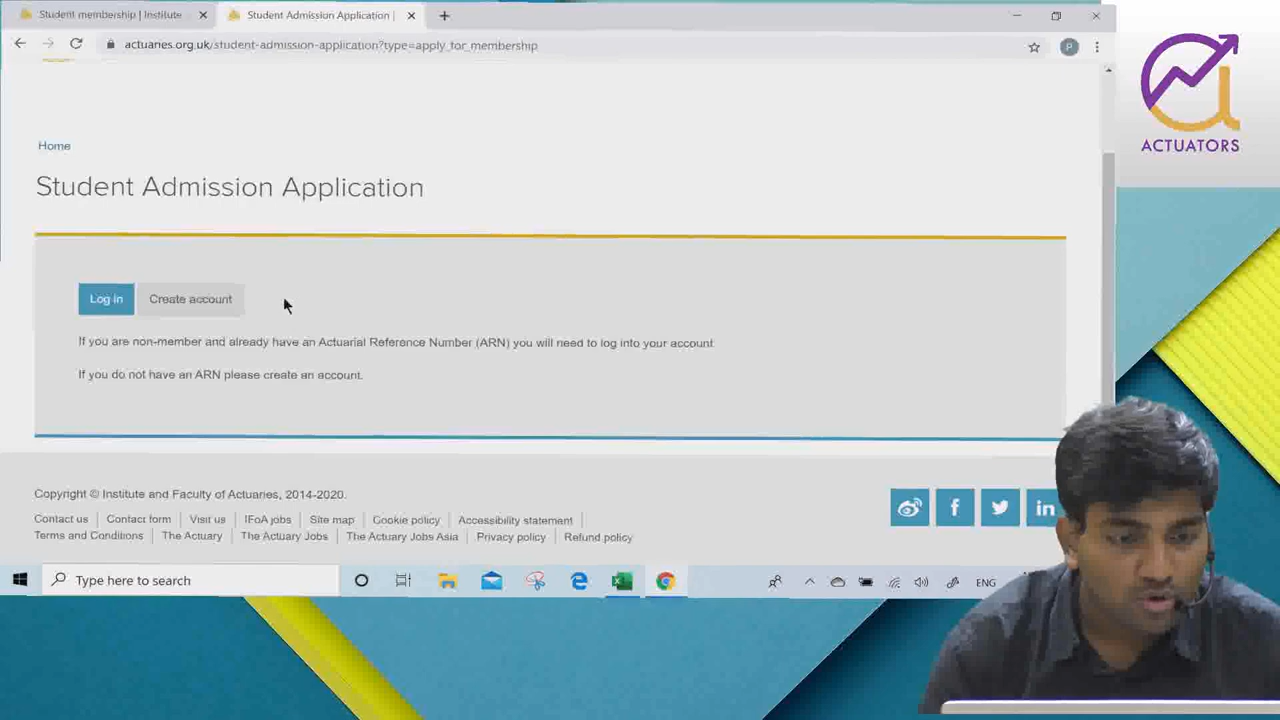 Student membership | Institute
Student Admission Application |
actuaries.org.uk/student-admission-application?type=apply_for_membership
P
ACTUATORS
Home
Student Admission Application
Log in
Create account
If you are non-member and already have an Actuarial Reference Number (ARN) you will need to log into your account
If you do not have an ARN please create an account.
Copyright © Institute and Faculty of Actuaries, 2014-2020.
Contact us
Contact form
Visit us
IFoA jobs
Site map
Cookie policy
Accessibility statement
Terms and Conditions
The Actuary
The Actuary Jobs
The Actuary Jobs Asia
Privacy policy
Refund policy
Type here to search
ENG